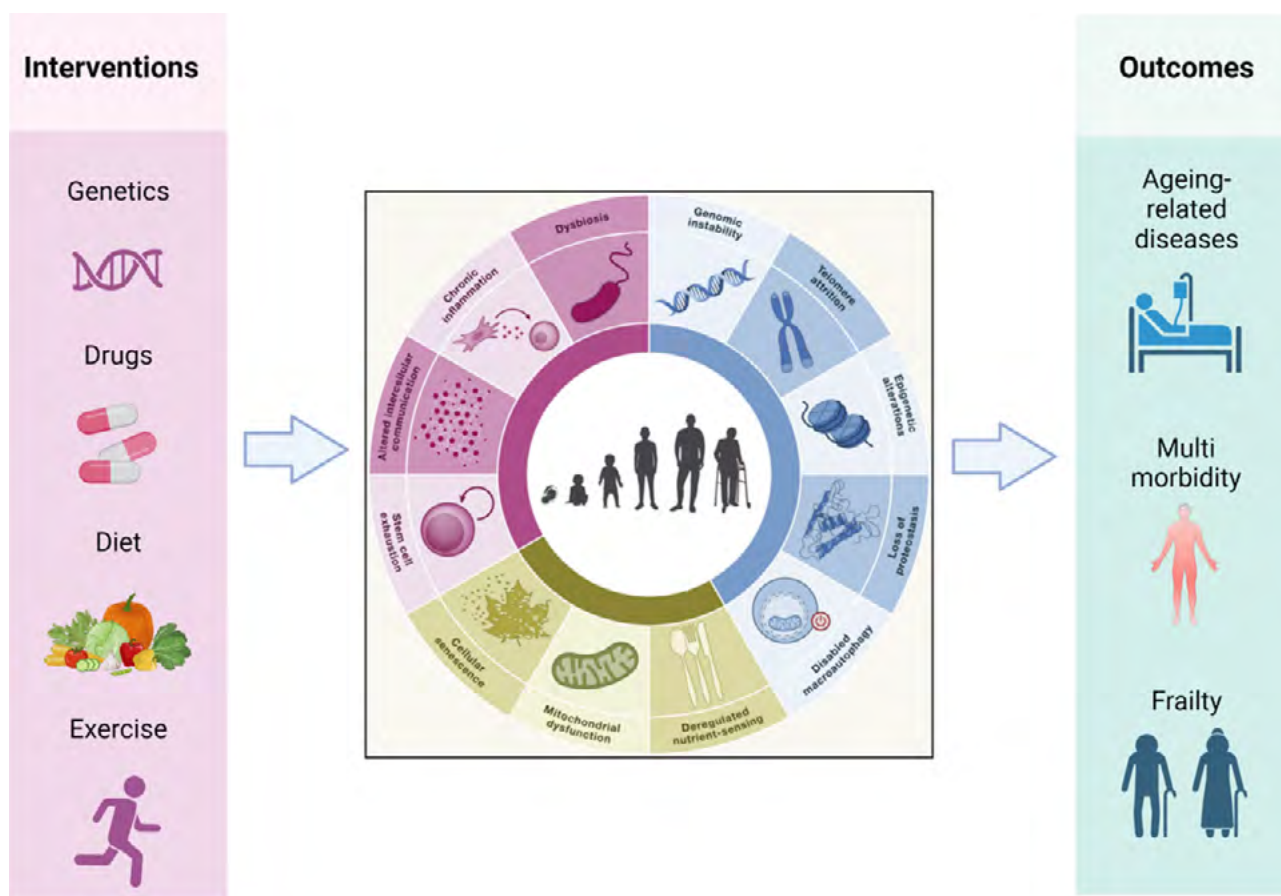 Interventions
Genetics
Drugs
Diet
Exercise
Dysbiosis
Genomic
instability
Telomere
attrition
Epigenetic
alterations
Loss of
proteostasis
Disabled
macroautophagy
Deregulated
nutrient-sensing
Mitochondrial
dysfunction
Cellular
senescence
Stem cell
exhaustion
Altered intercellular
communication
Chronic
inflammation
Outcomes
Ageing-
related
diseases
Multi
morbidity
Frailty